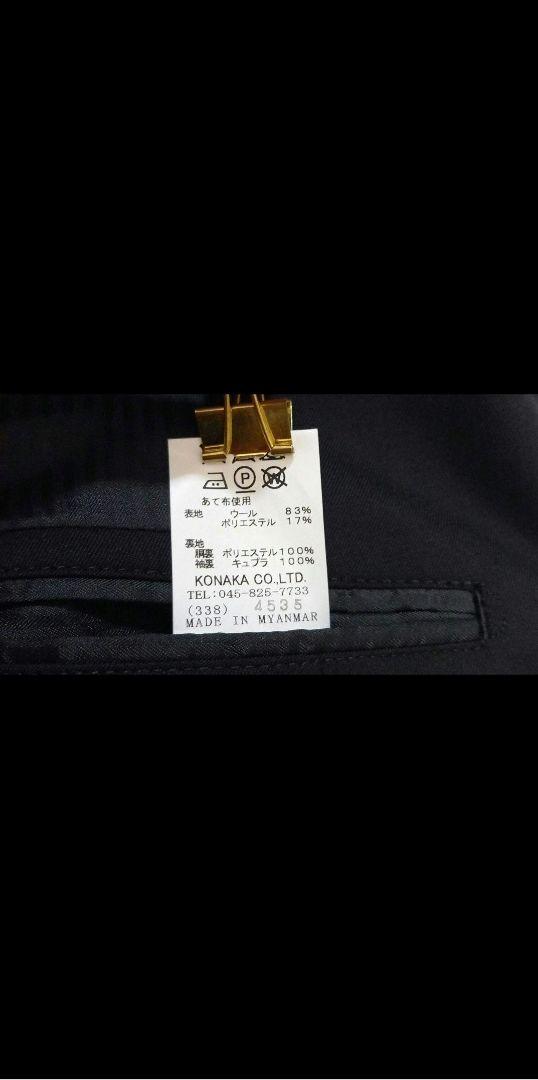 P W
あて布使用
表地 ウール 83%
ポリエステル 17%
裏地
胴裏 ポリエステル100%
袖裏 キュプラ 100%
KONAKA CO.,LTD.
TEL:045-825-7733
(338) 4535
MADE IN MYANMAR